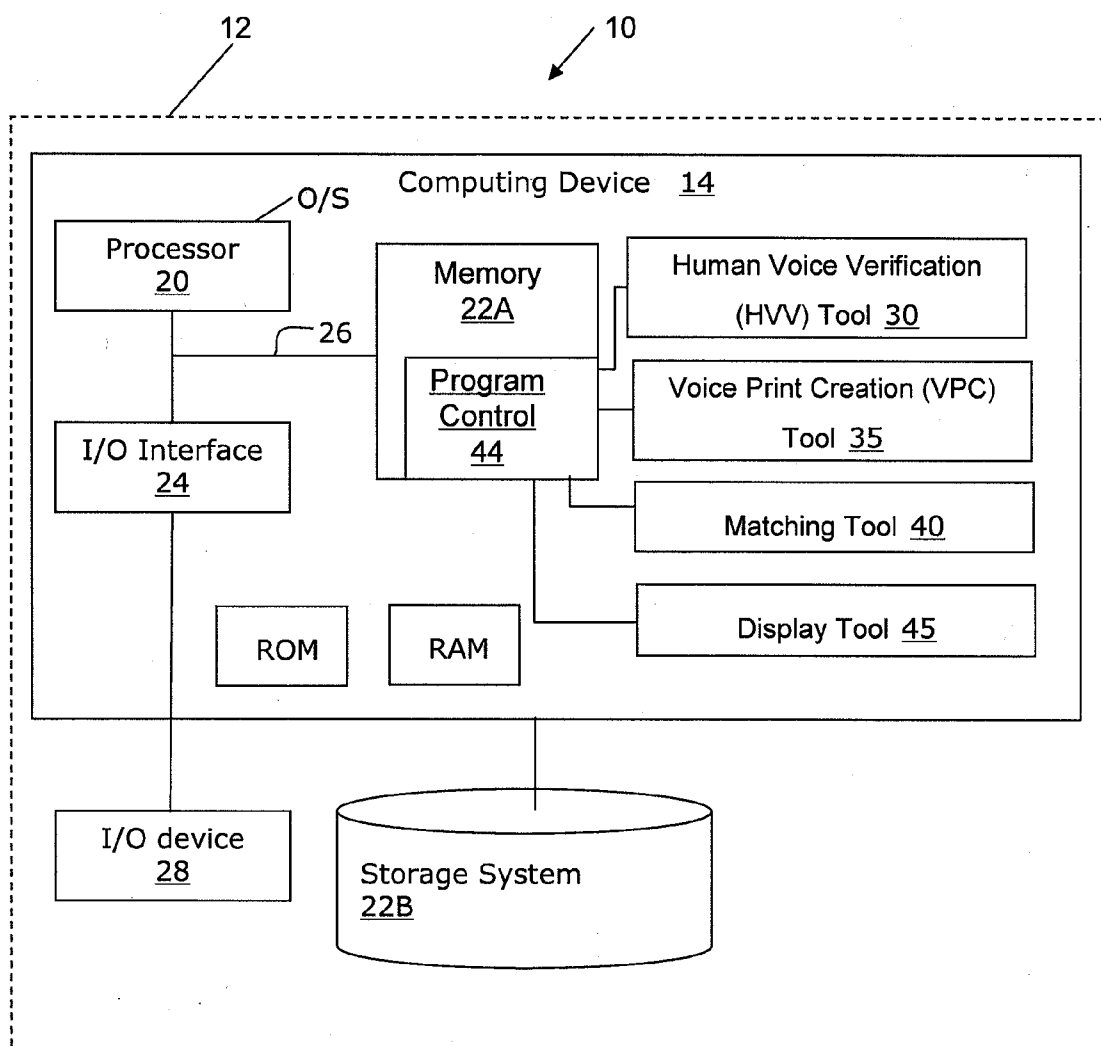 12
10
Computing Device 14
O/S
Processor
20
Memory
22A
Human Voice Verification
(HVV) Tool 30
26
Program
Control
44
Voice Print Creation (VPC)
Tool 35
I/O Interface
24
Matching Tool 40
ROM
RAM
Display Tool 45
I/O device
28
Storage System
22B